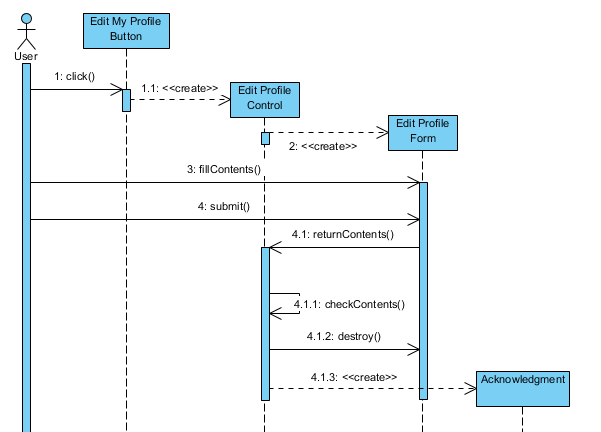 Edit My Profile
Button
User
1: click()
1.1: <<create>>
Edit Profile
Control
Edit Profile
Form
2: <<create>>
3: fillContents()
4: submit()
4.1: returnContents()
4.1.1: checkContents()
4.1.2: destroy()
4.1.3: <<create>>
Acknowledgment